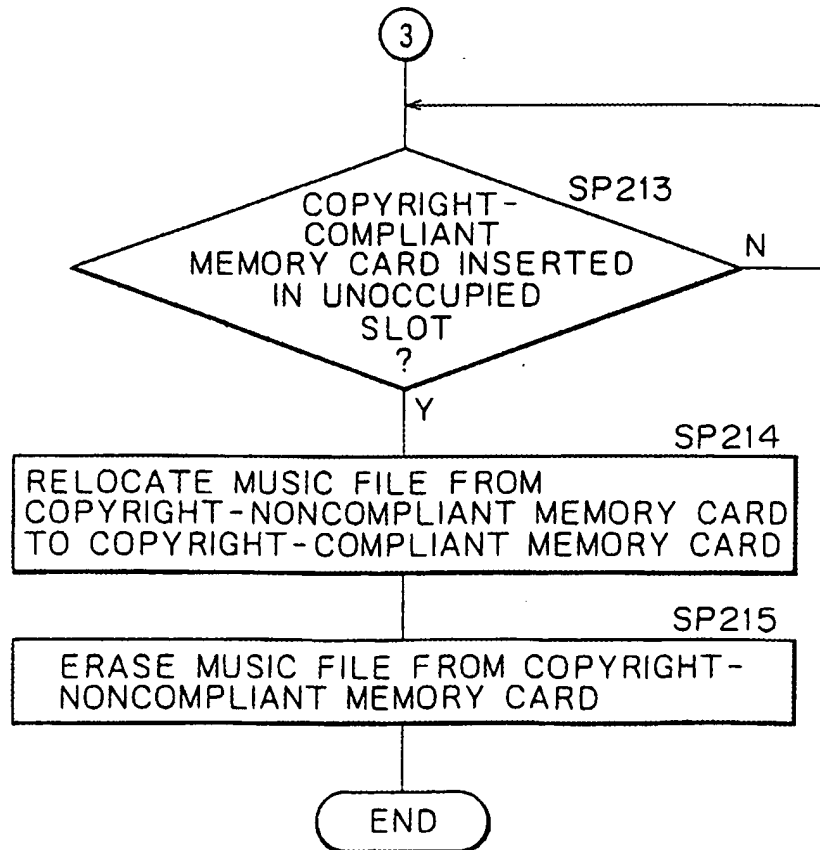 3
SP213
COPYRIGHT-
COMPLIANT
MEMORY CARD INSERTED
IN UNOCCUPIED
SLOT
?
N
Y
SP214
RELOCATE MUSIC FILE FROM
COPYRIGHT-NONCOMPLIANT MEMORY CARD
TO COPYRIGHT-COMPLIANT MEMORY CARD
SP215
ERASE MUSIC FILE FROM COPYRIGHT-
NONCOMPLIANT MEMORY CARD
END